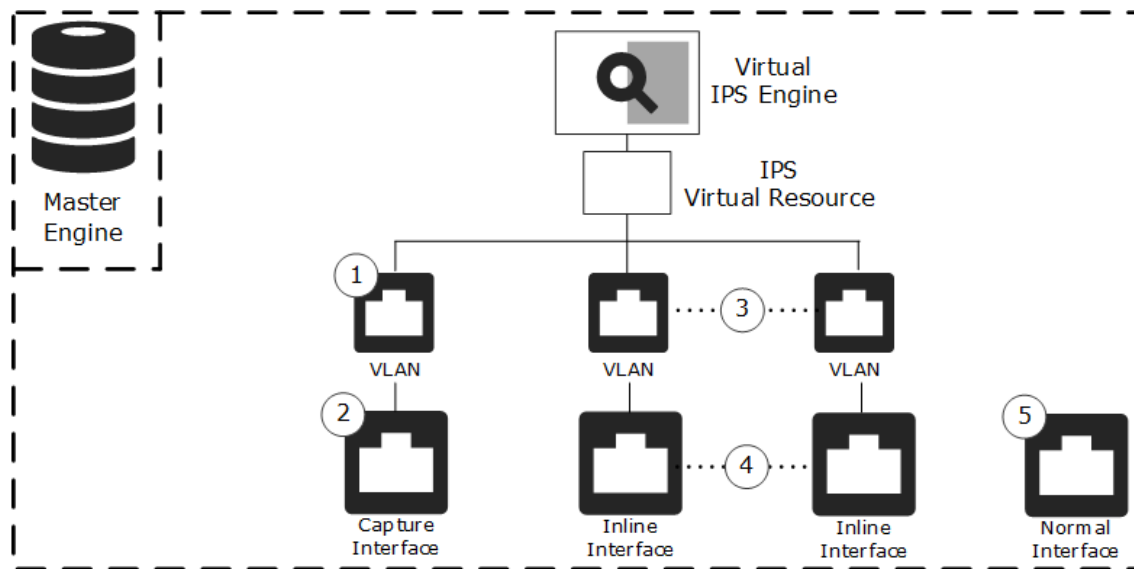 Master
Engine
Virtual
IPS Engine
IPS
Virtual Resource
1
3
VLAN
VLAN
VLAN
2
4
5
Capture
Interface
Inline
Interface
Inline
Interface
Normal
Interface